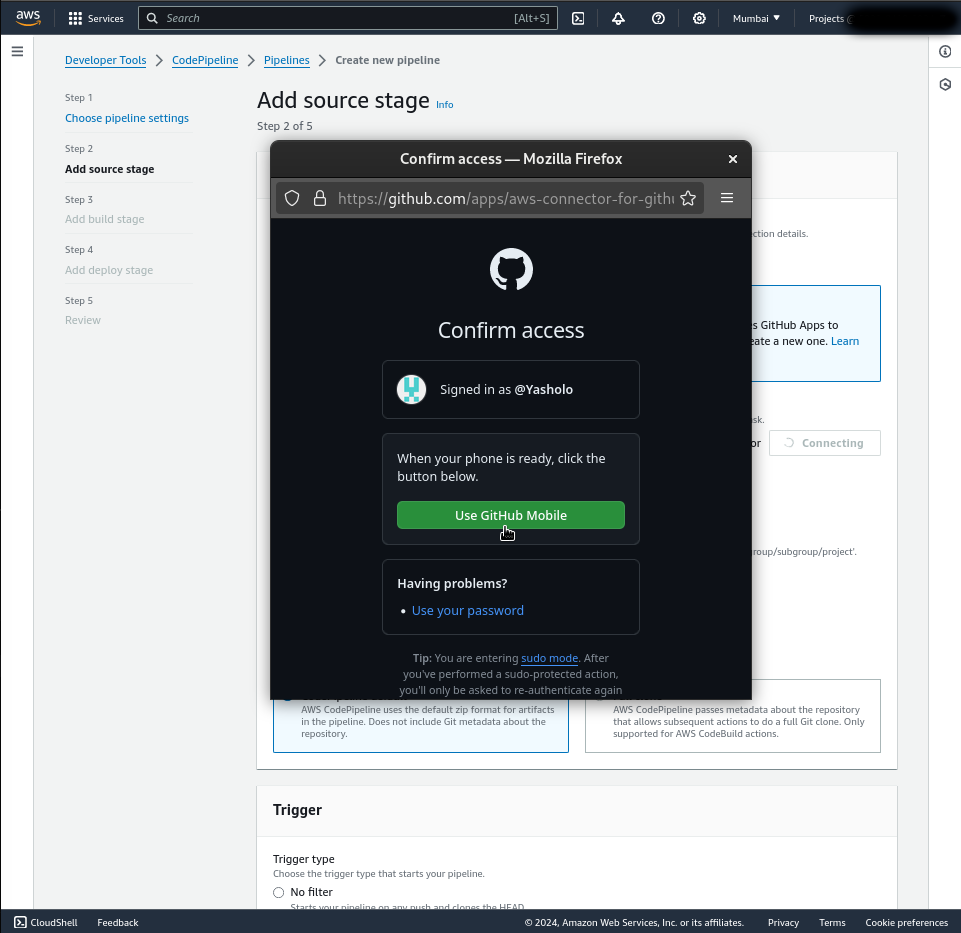 aws
Services
Search
[Alt+S]
Mumbai
Projects
Developer Tools
CodePipeline
Pipelines
Create new pipeline
Step 1
Choose pipeline settings
Step 2
Add source stage
Step 3
Add build stage
Step 4
Add deploy stage
Step 5
Review
Add source stage
Info
Step 2 of 5
Confirm access — Mozilla Firefox
https://github.com/apps/aws-connector-for-gith
Confirm access
Signed in as @Yasholo
When your phone is ready, click the
button below.
Use GitHub Mobile
Having problems?
• Use your password
Tip: You are entering sudo mode. After
you've performed a sudo-protected action,
you'll only be asked to re-authenticate again
ction details.
s GitHub Apps to
eate a new one. Learn
sk.
or
Connecting
roup/subgroup/project'.
AWS CodePipeline uses the default zip format for artifacts
in the pipeline. Does not include Git metadata about the
repository.
AWS CodePipeline passes metadata about the repository
that allows subsequent actions to do a full Git clone. Only
supported for AWS CodeBuild actions.
Trigger
Trigger type
Choose the trigger type that starts your pipeline.
No filter
Starts your pipeline on any push and clones the HEAD.
CloudShell
Feedback
© 2024, Amazon Web Services, Inc. or its affiliates.
Privacy
Terms
Cookie preferences